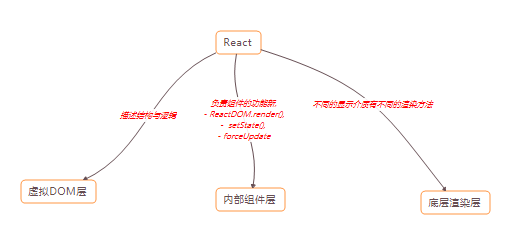 React
描述结构与逻辑
负责组件的功能新:
- ReactDOM.render(),
- setState(),
- forceUpdate
不同的显示介质有不同的渲染方法
虚拟DOM层
内部组件层
底层渲染层